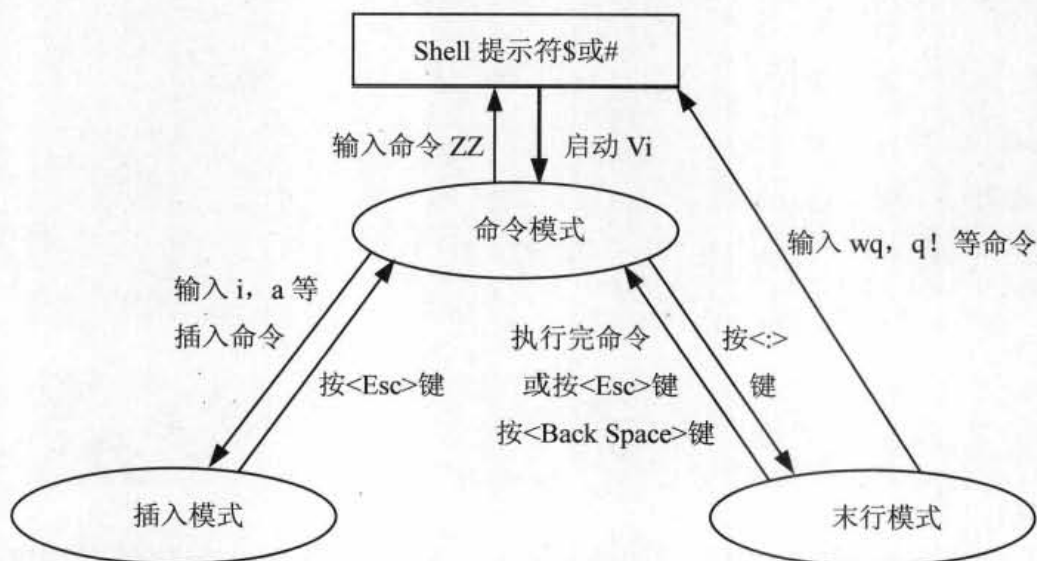 Shell 提示符$或#
输入命令 ZZ
启动 Vi
命令模式
输入 wq，q！等命令
输入 i，a 等
插入命令
按<Esc>键
执行完命令
或按<Esc>键
按<Back Space>键
按<:>
键
插入模式
末行模式